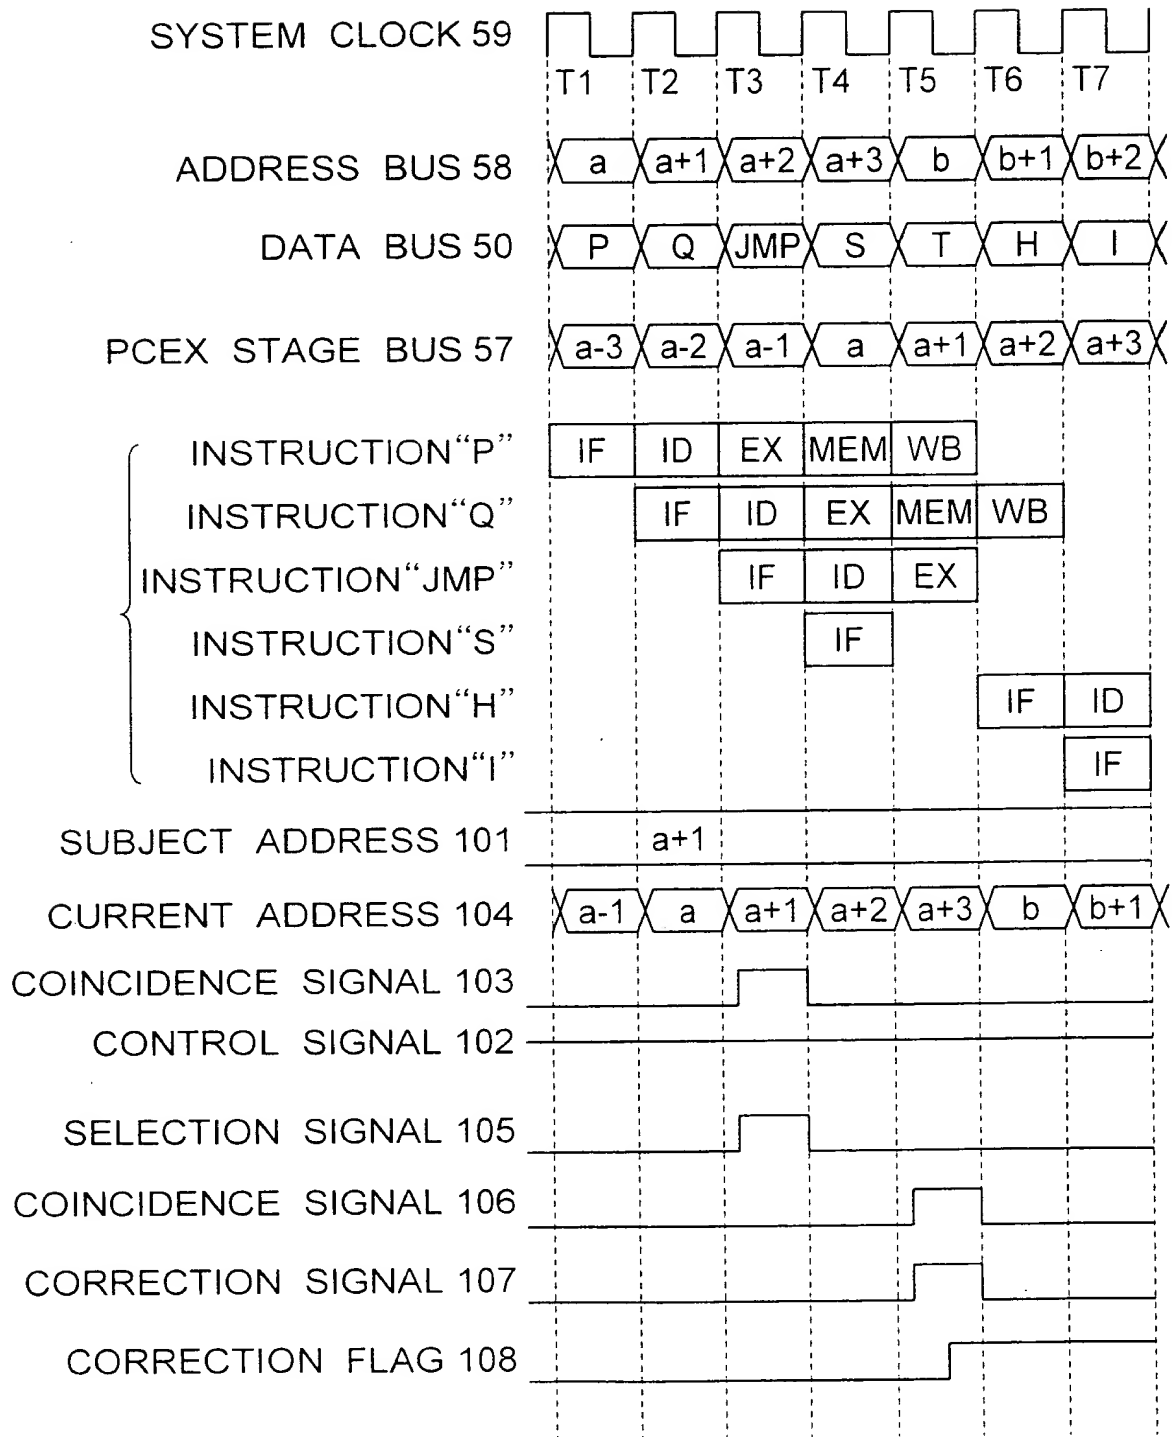 SYSTEM CLOCK 59
T1 T2 T3 T4 T5 T6 T7
ADDRESS BUS 58 a a+1 a+2 a+3 b b+1 b+2
DATA BUS 50 P Q JMP S T H I
PCEX STAGE BUS 57 a-3 a-2 a-1 a a+1 a+2 a+3
INSTRUCTION“P” IF ID EX MEM WB
INSTRUCTION“Q” IF ID EX MEM WB
INSTRUCTION“JMP” IF ID EX
INSTRUCTION“S” IF
INSTRUCTION“H” IF ID
INSTRUCTION“I” IF
SUBJECT ADDRESS 101 a+1
CURRENT ADDRESS 104 a-1 a a+1 a+2 a+3 b b+1
COINCIDENCE SIGNAL 103
CONTROL SIGNAL 102
SELECTION SIGNAL 105
COINCIDENCE SIGNAL 106
CORRECTION SIGNAL 107
CORRECTION FLAG 108